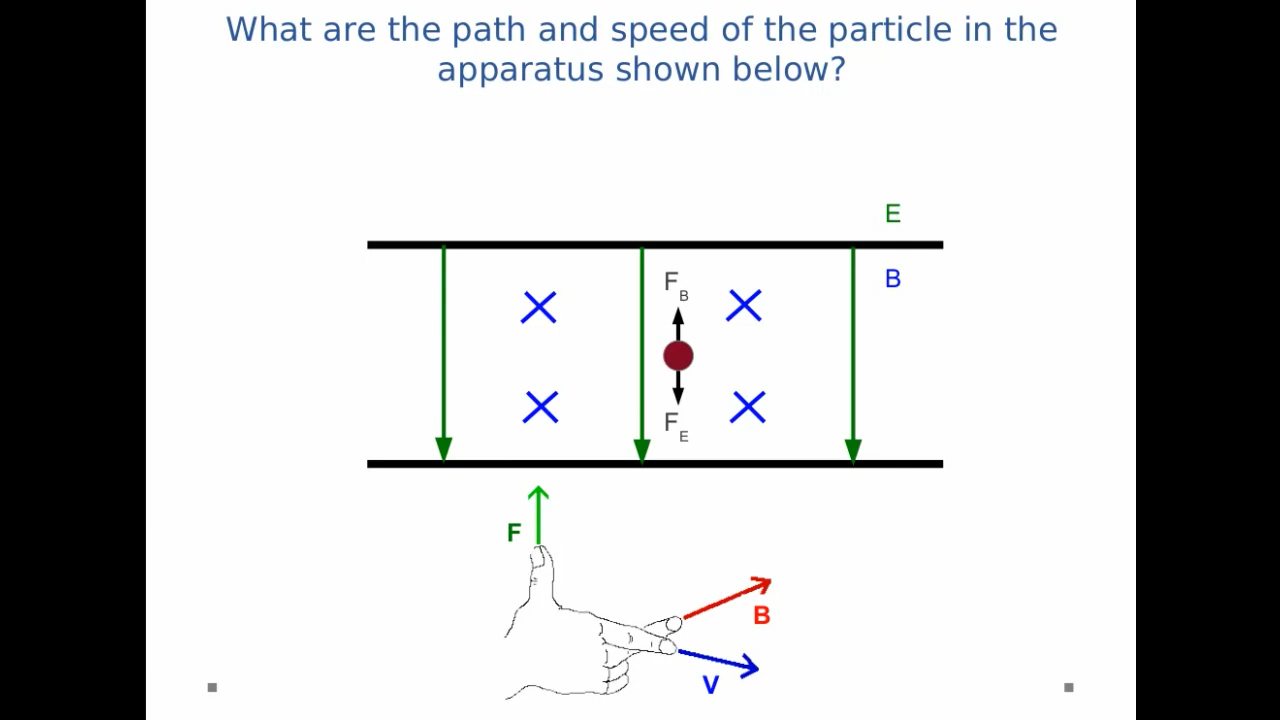 What are the path and speed of the particle in the
apparatus shown below?
E
B
F_B
F_E
F
B
V